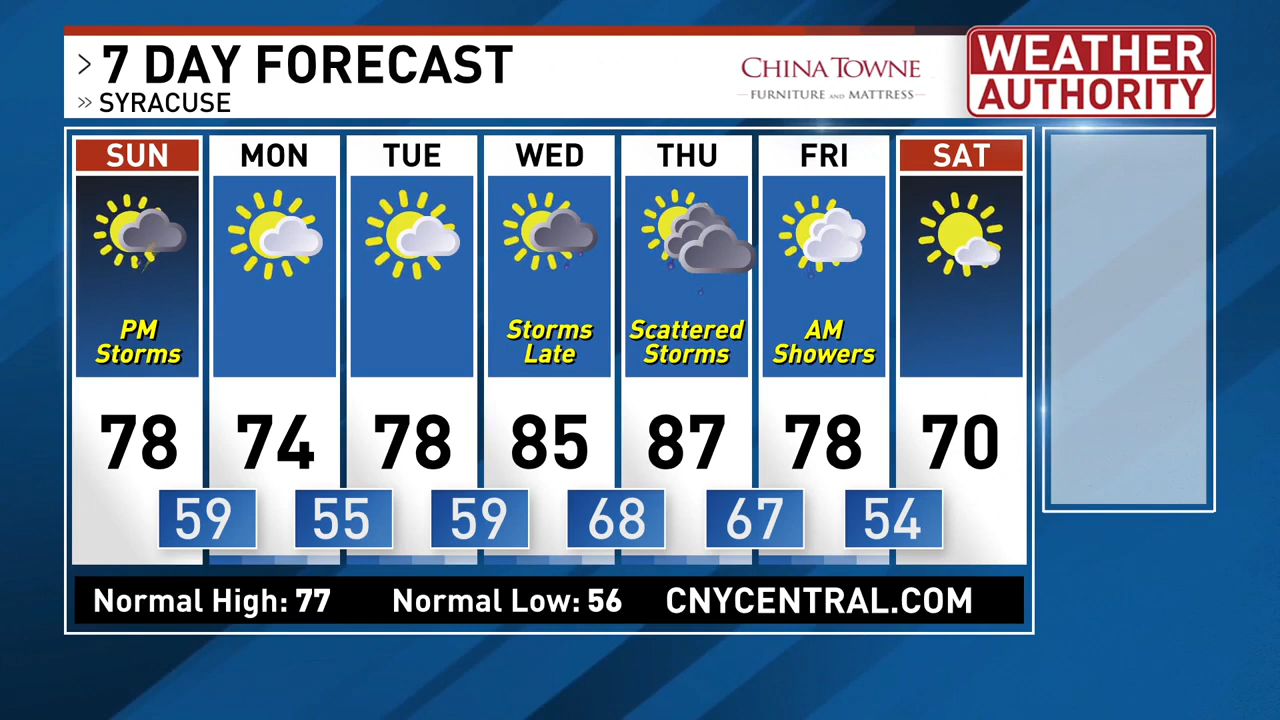 > 7 DAY FORECAST
» SYRACUSE
CHINA TOWNE
FURNITURE AND MATTRESS
WEATHER
AUTHORITY
SUN MON TUE WED THU FRI SAT
PM Storms Scattered AM
Storms Late Storms Showers
78 74 78 85 87 78 70
59 55 59 68 67 54
Normal High: 77 Normal Low: 56 CNYCENTRAL.COM